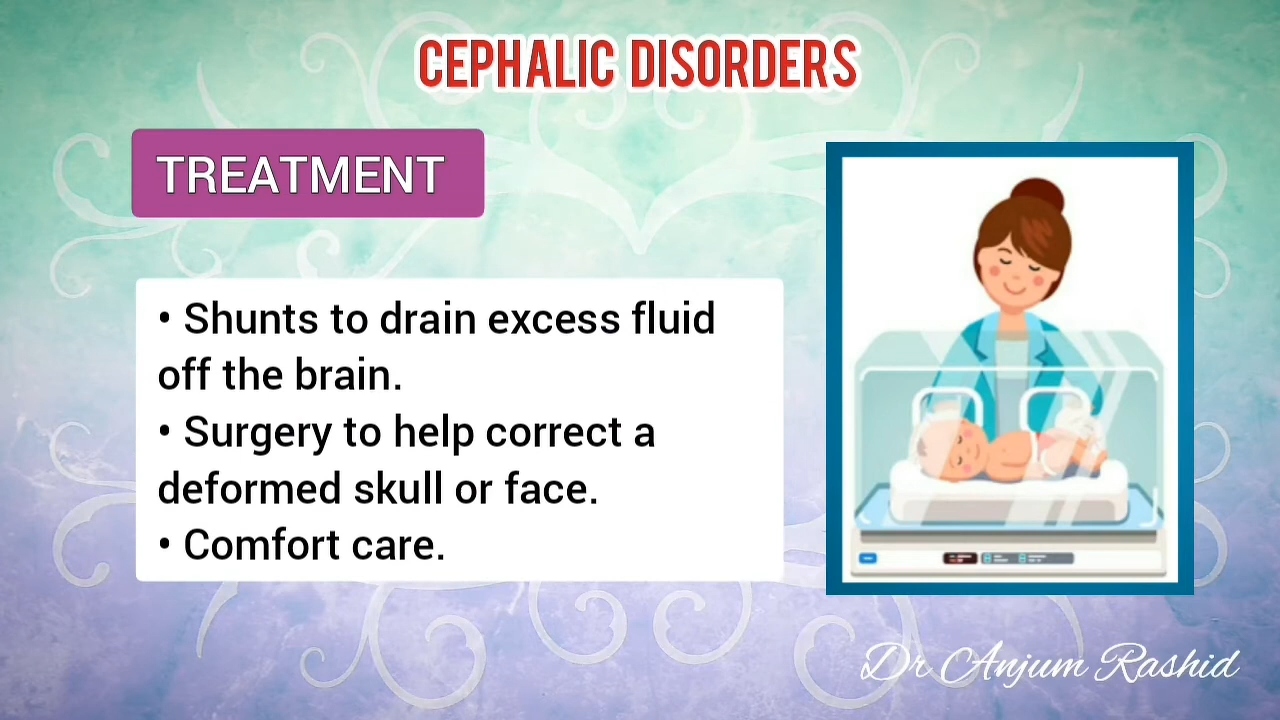 CEPHALIC DISORDERS
TREATMENT
• Shunts to drain excess fluid
off the brain.
• Surgery to help correct a
deformed skull or face.
• Comfort care.
Dr Anjum Rashid